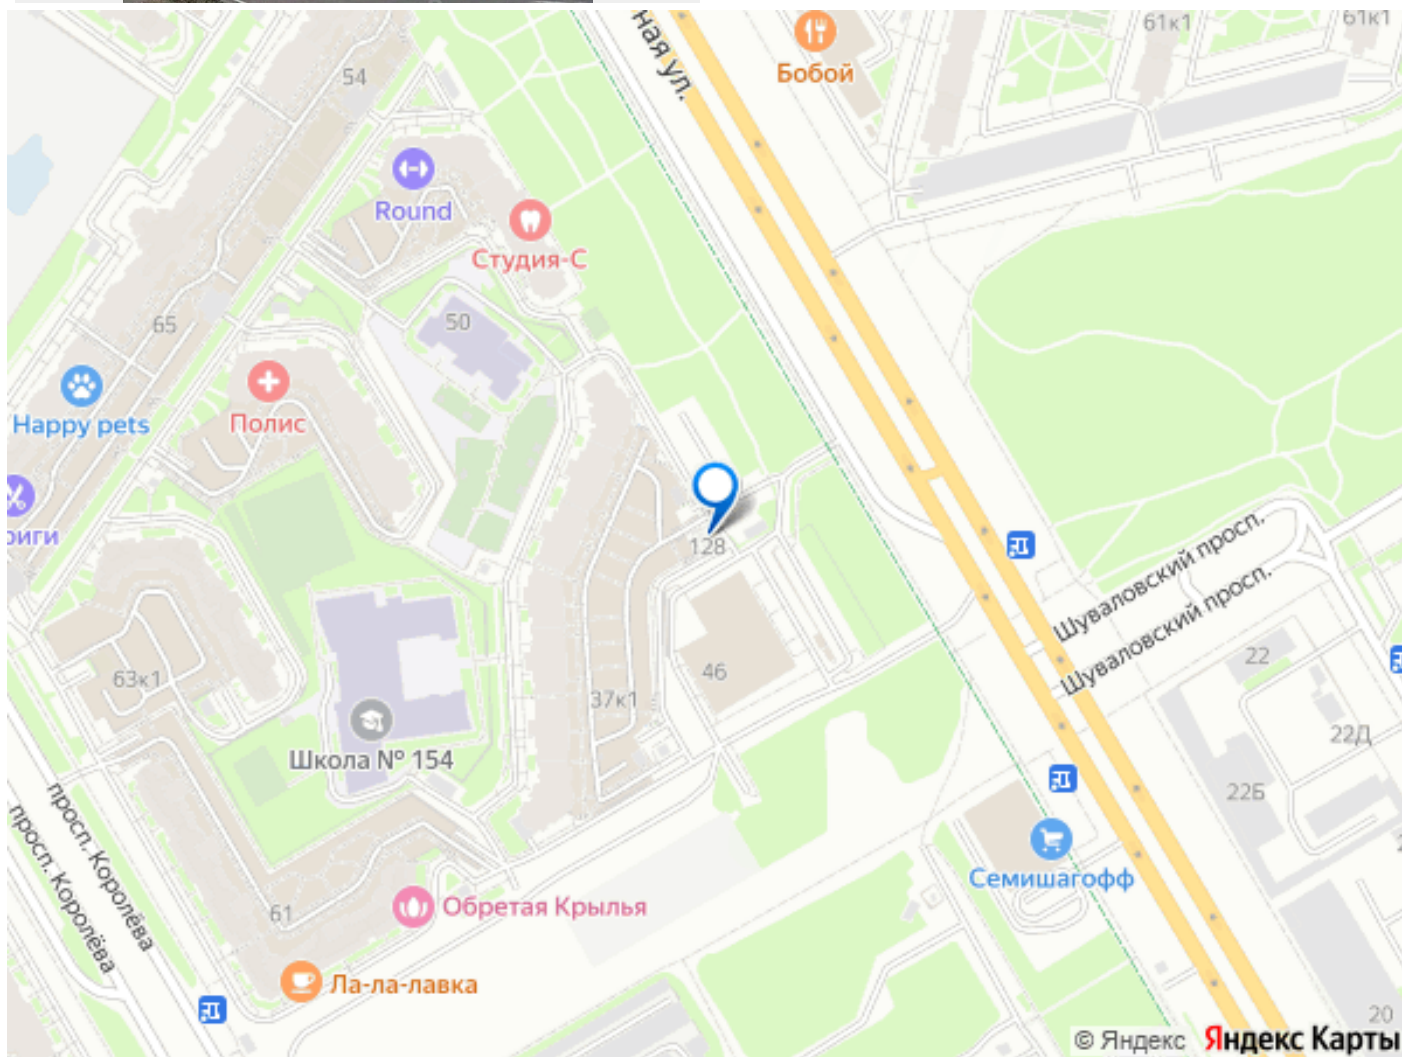 54
ная ул.
Бобой
61к1
61к1
Round
Студия-С
65
50
Happy pets
Полис
128
Шуваловский просп.
Шуваловский просп.
63к1
37к1
46
22
22Д
22Б
Школа № 154
просп. Королёва
просп. Королёва
Семишагофф
61
Обретая Крылья
Ла-ла-лавка
20
© Яндекс Яндекс Карты